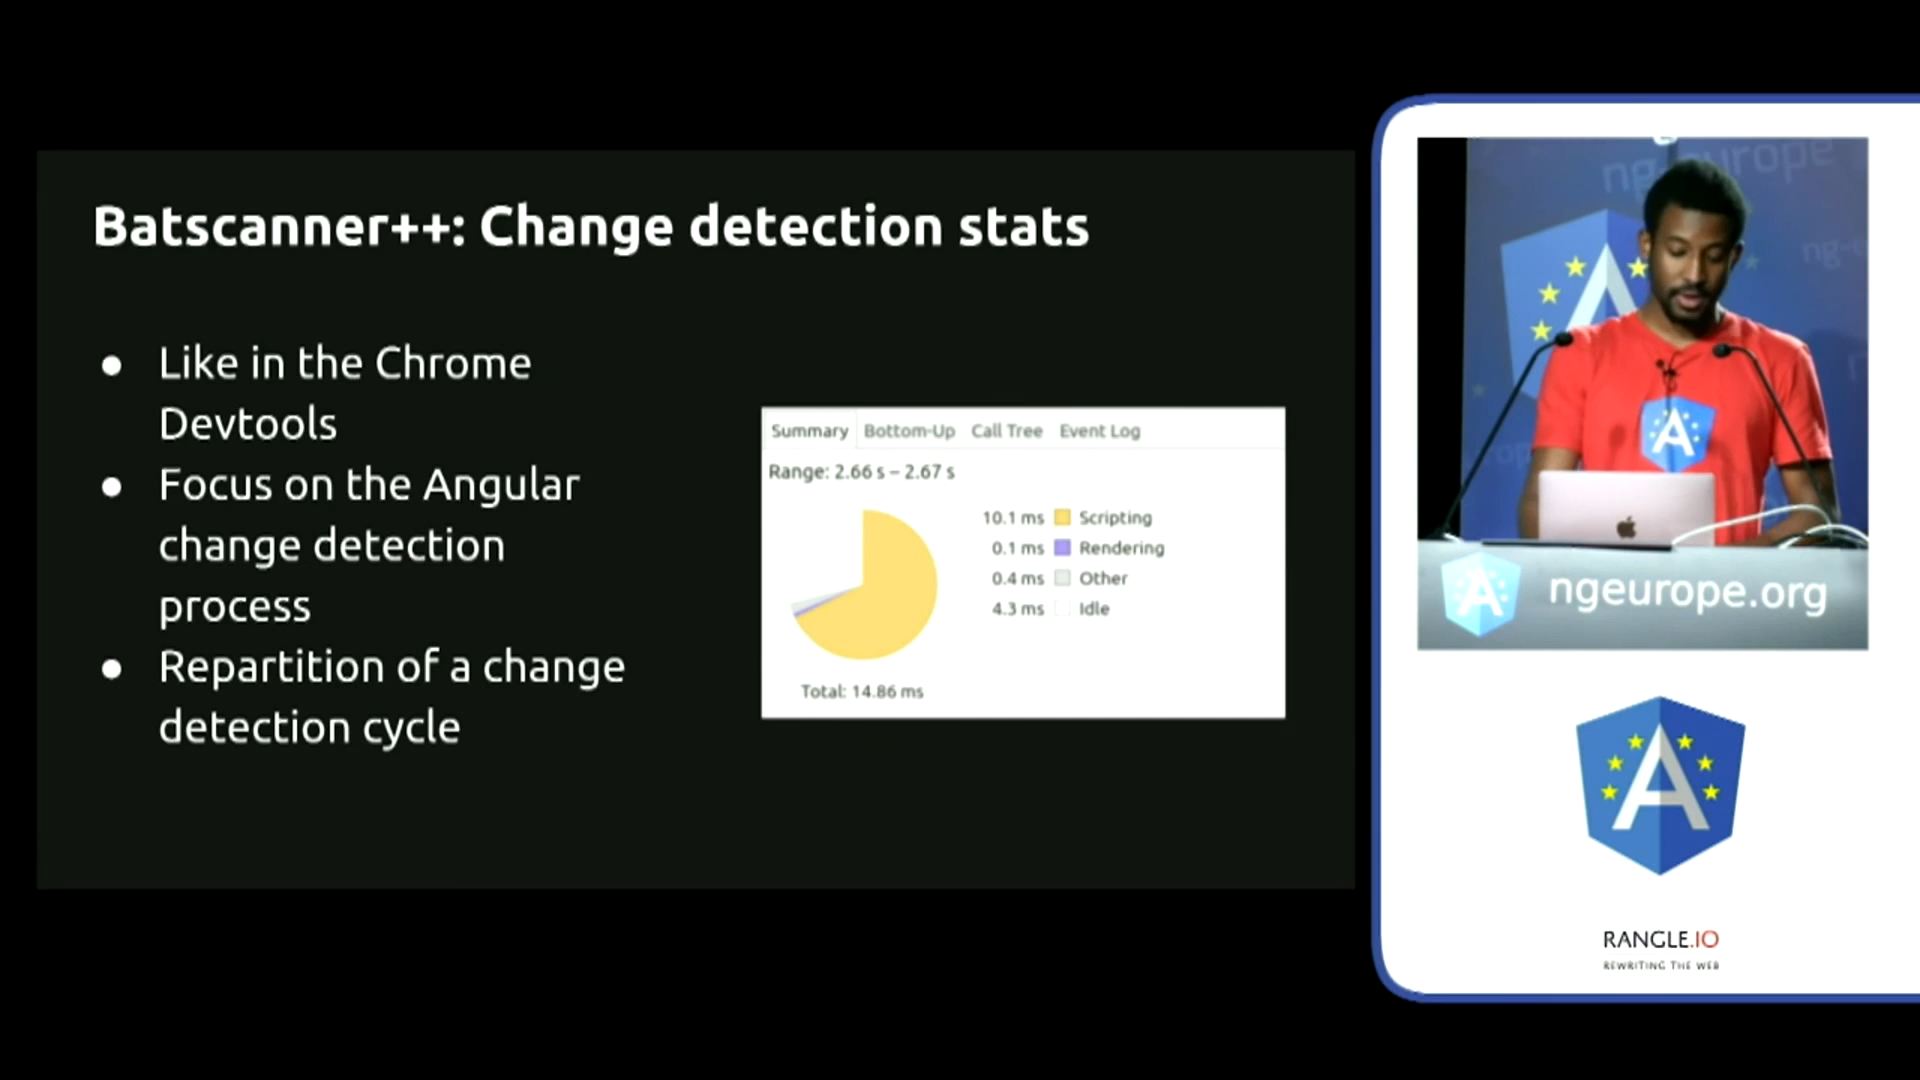 Batscanner++: Change detection stats
● Like in the Chrome
Devtools
● Focus on the Angular
change detection
process
● Repartition of a change
detection cycle
Summary Bottom-Up Call Tree Event Log
Range: 2.66 s – 2.67 s
10.1 ms Scripting
0.1 ms Rendering
0.4 ms Other
4.3 ms Idle
Total: 14.86 ms
ng-europe
ng-e
A
ngeurope.org
A
RANGLE.IO
REWRITING THE WEB